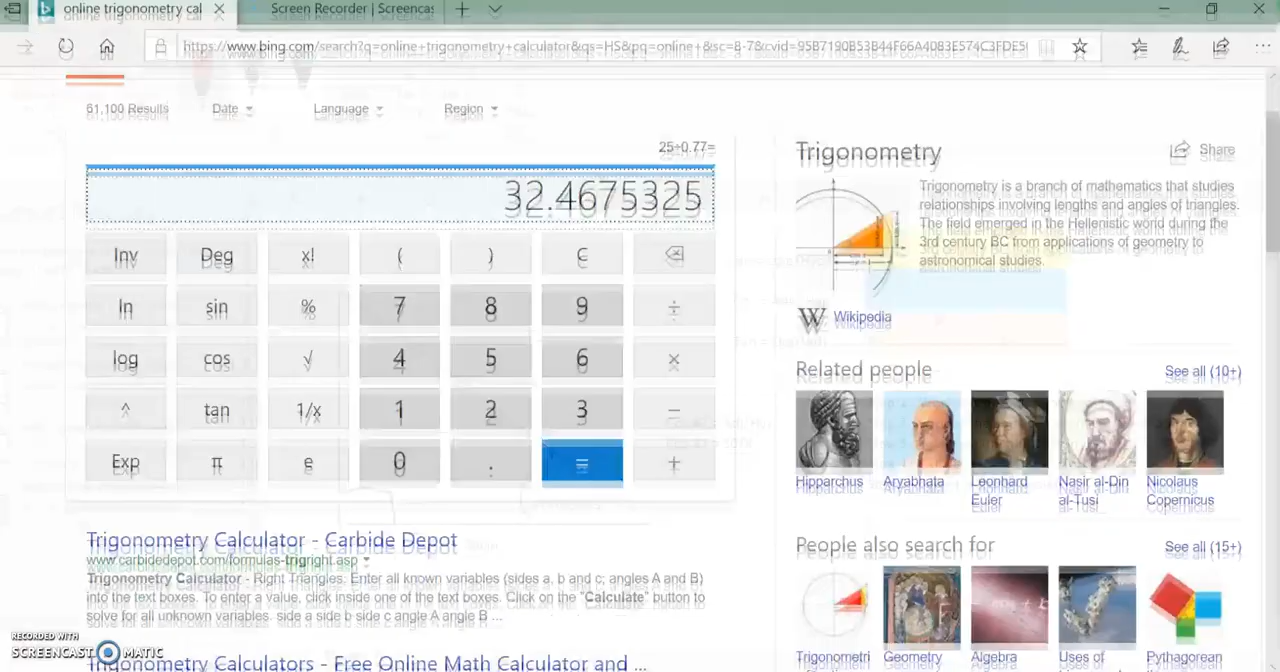 online trigonometry cal
Screen Recorder | Screencas
https://www.bing.com/search?q=online+trigonometry+calculator&qs=HS&pq=online+&sc=8-7&cvid=95B7190B53B44F66A4083E574C3FDE5
61,100 Results Date Language Region
25÷0.77=
32.4675325
Inv Deg x! ( ) C
ln sin % 7 8 9 ÷
log cos √ 4 5 6 ×
^ tan 1/x 1 2 3 −
Exp π e 0 . = +
Trigonometry Calculator - Carbide Depot
www.carbidedepot.com/formulas-trigright.asp
Trigonometry Calculator - Right Triangles: Enter all known variables (sides a, b and c; angles A and B)
into the text boxes. To enter a value, click inside one of the text boxes. Click on the "Calculate" button to
solve for all unknown variables. side a side b side c angle A angle B ...
Trigonometry Calculators - Free Online Math Calculator and ...
Trigonometry
Share
Trigonometry is a branch of mathematics that studies
relationships involving lengths and angles of triangles.
The field emerged in the Hellenistic world during the
3rd century BC from applications of geometry to
astronomical studies.
W Wikipedia
Related people
See all (10+)
Hipparchus Aryabhata Leonhard Euler Nasir al-Din al-Tusi Nicolaus Copernicus
People also search for
See all (15+)
Trigonometri Geometry Algebra Uses of Pythagorean
RECORDED WITH
SCREENCAST MATIC